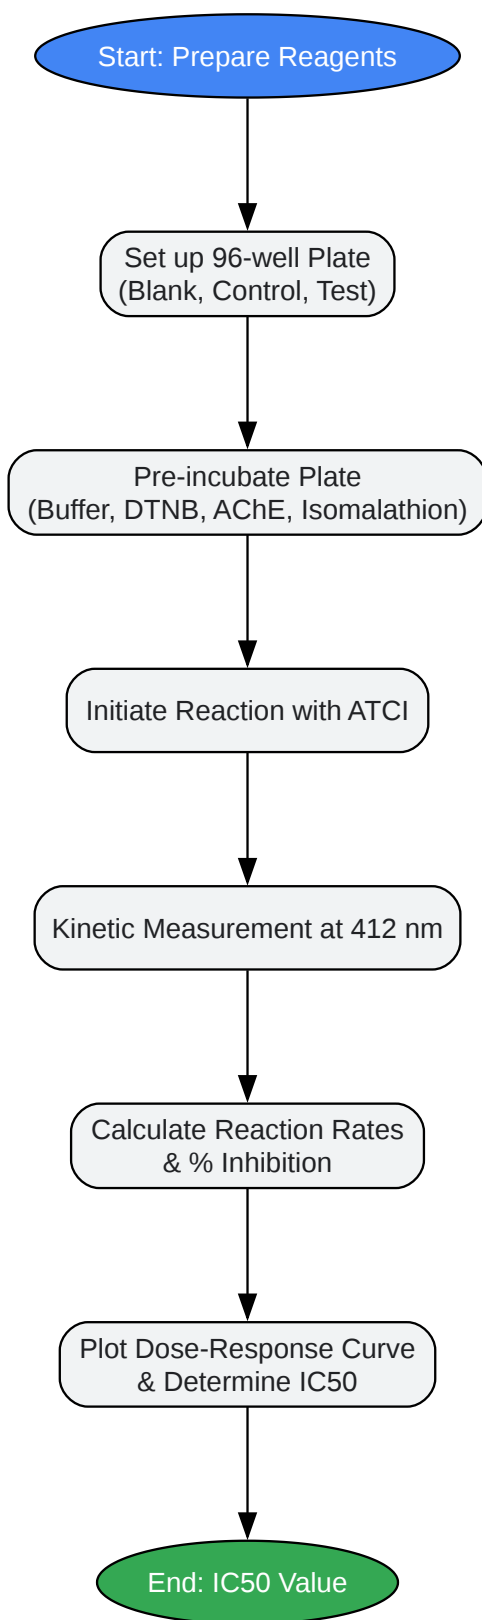 Start: Prepare Reagents
Set up 96-well Plate
(Blank, Control, Test)
Pre-incubate Plate
(Buffer, DTNB, AChE, Isomalathion)
Initiate Reaction with ATCI
Kinetic Measurement at 412 nm
Calculate Reaction Rates
& % Inhibition
Plot Dose-Response Curve
& Determine IC50
End: IC50 Value